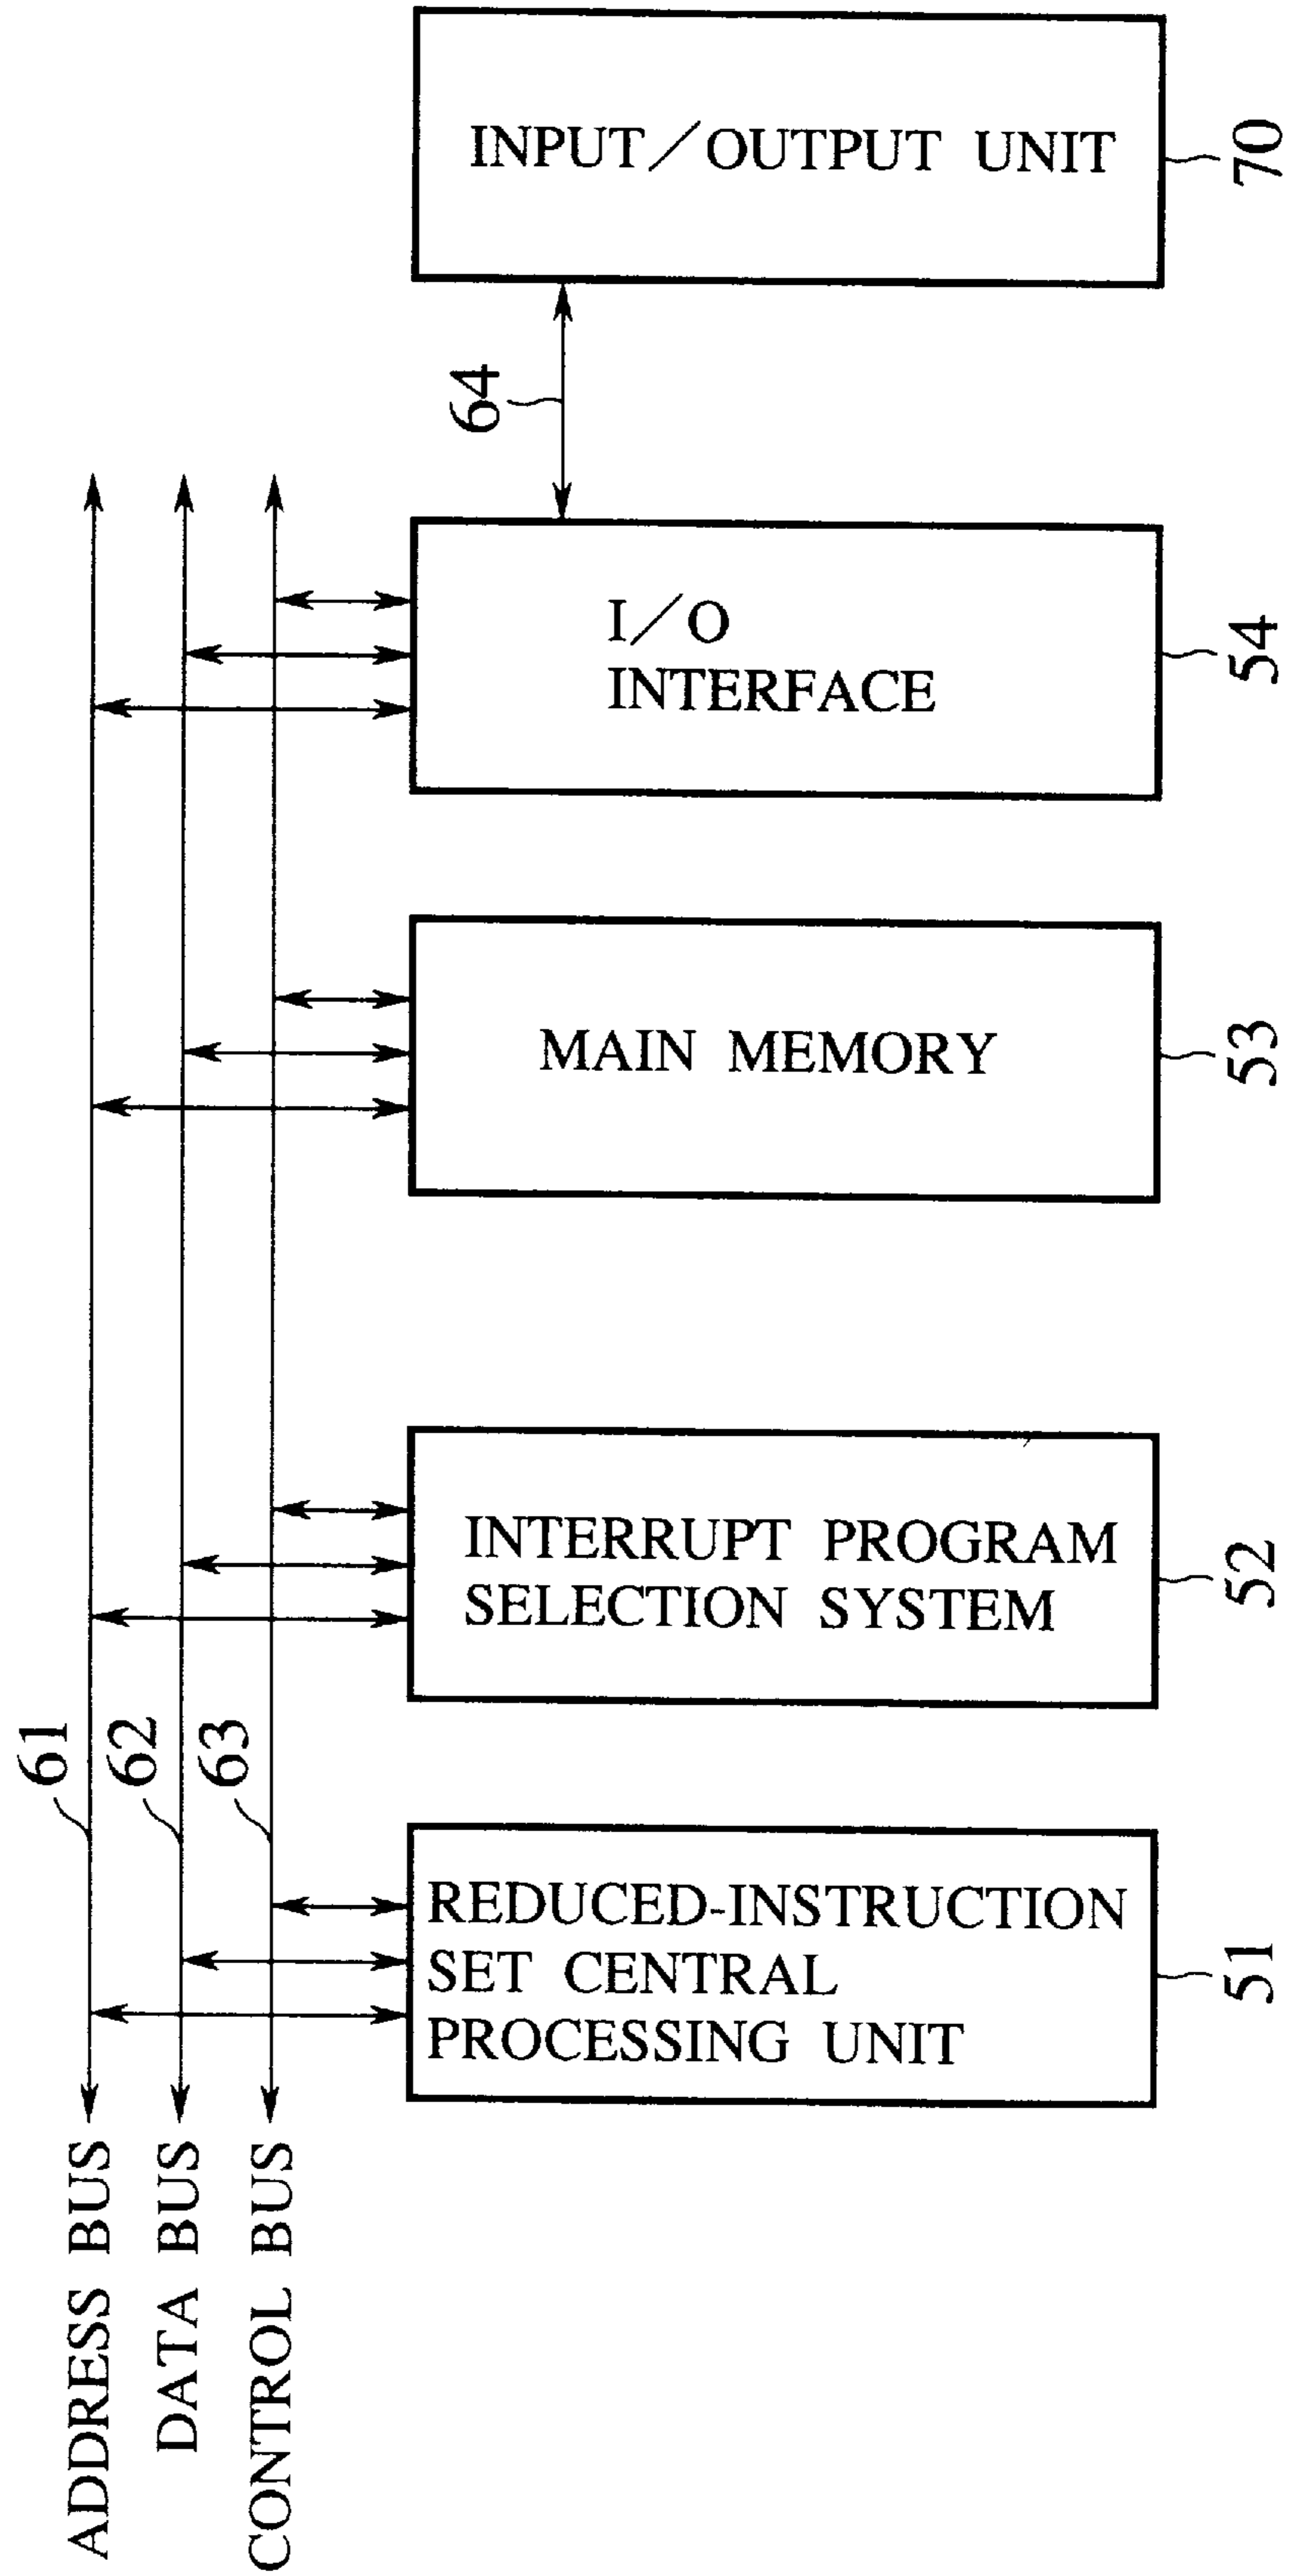 INPUT/OUTPUT UNIT
70
64
I/O
INTERFACE
54
MAIN MEMORY
53
INTERRUPT PROGRAM
SELECTION SYSTEM
52
61
62
63
REDUCED-INSTRUCTION
SET CENTRAL
PROCESSING UNIT
51
ADDRESS BUS
DATA BUS
CONTROL BUS